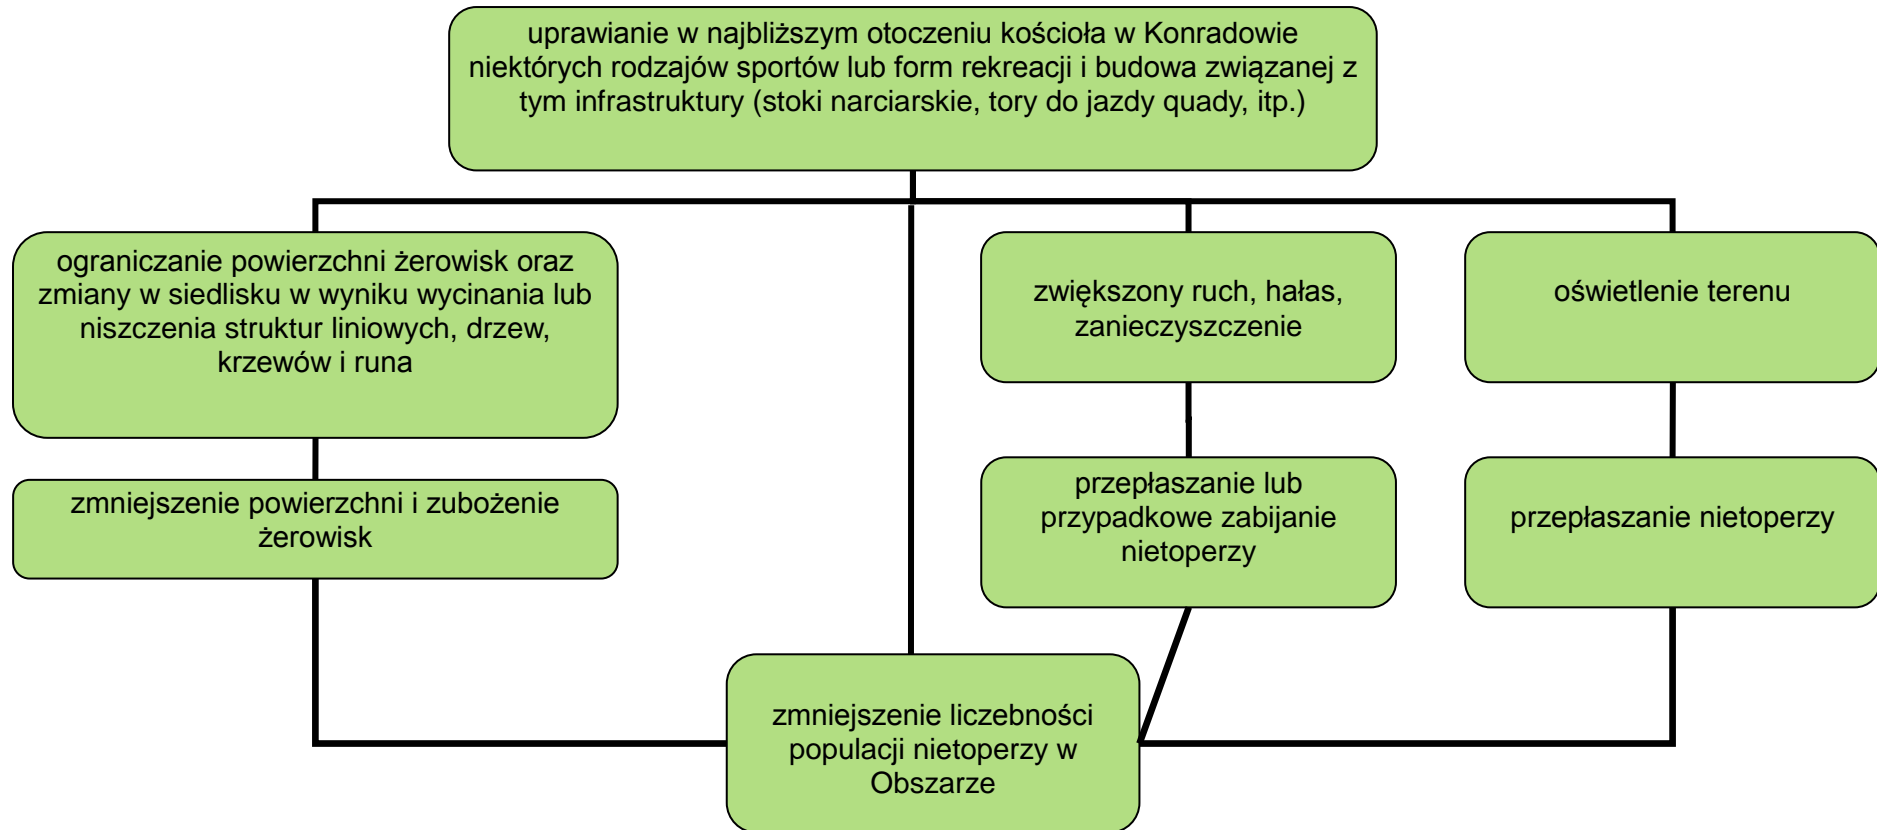 uprawianie w najbliższym otoczeniu kościoła w Konradowie
niektórych rodzajów sportów lub form rekreacji i budowa związanej z
tym infrastruktury (stoki narciarskie, tory do jazdy quady, itp.)
ograniczanie powierzchni żerowisk oraz
zmiany w siedlisku w wyniku wycinania lub
niszczenia struktur liniowych, drzew,
krzewów i runa
zwiększony ruch, hałas,
zanieczyszczenie
oświetlenie terenu
zmniejszenie powierzchni i zubożenie
żerowisk
przepłaszanie lub
przypadkowe zabijanie
nietoperzy
przepłaszanie nietoperzy
zmniejszenie liczebności
populacji nietoperzy w
Obszarze